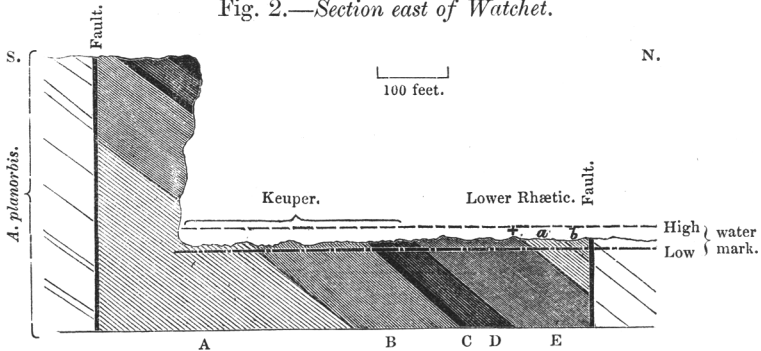 Fig. 2.—Section east of Watchet.
Fault.
S.
N.
100 feet.
A. planorbis.
Keuper.
Lower Rhætic.
Fault.
+. a b
High
Low
water
mark.
A B C D E